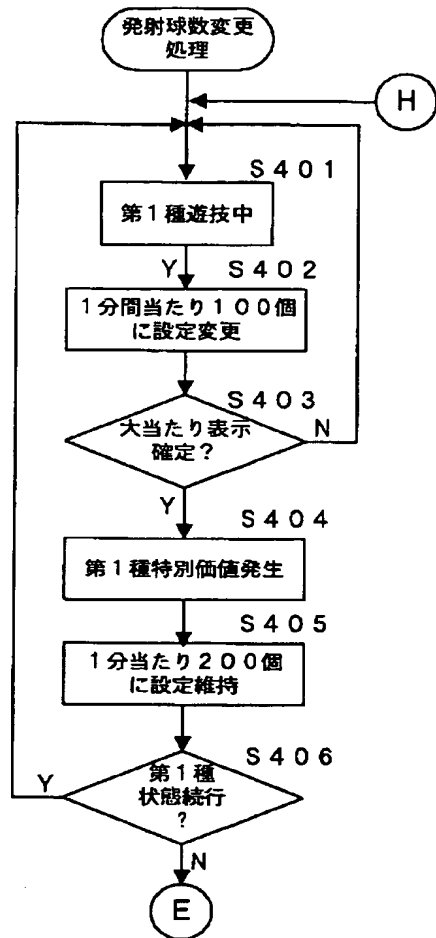 発射球数変更
処理
H
S401
第1種遊技中
Y
S402
1分間当たり100個
に設定変更
S403
大当たり表示
確定?
N
Y
S404
第1種特別価値発生
S405
1分当たり200個
に設定維持
S406
Y
第1種
状態続行
?
N
E